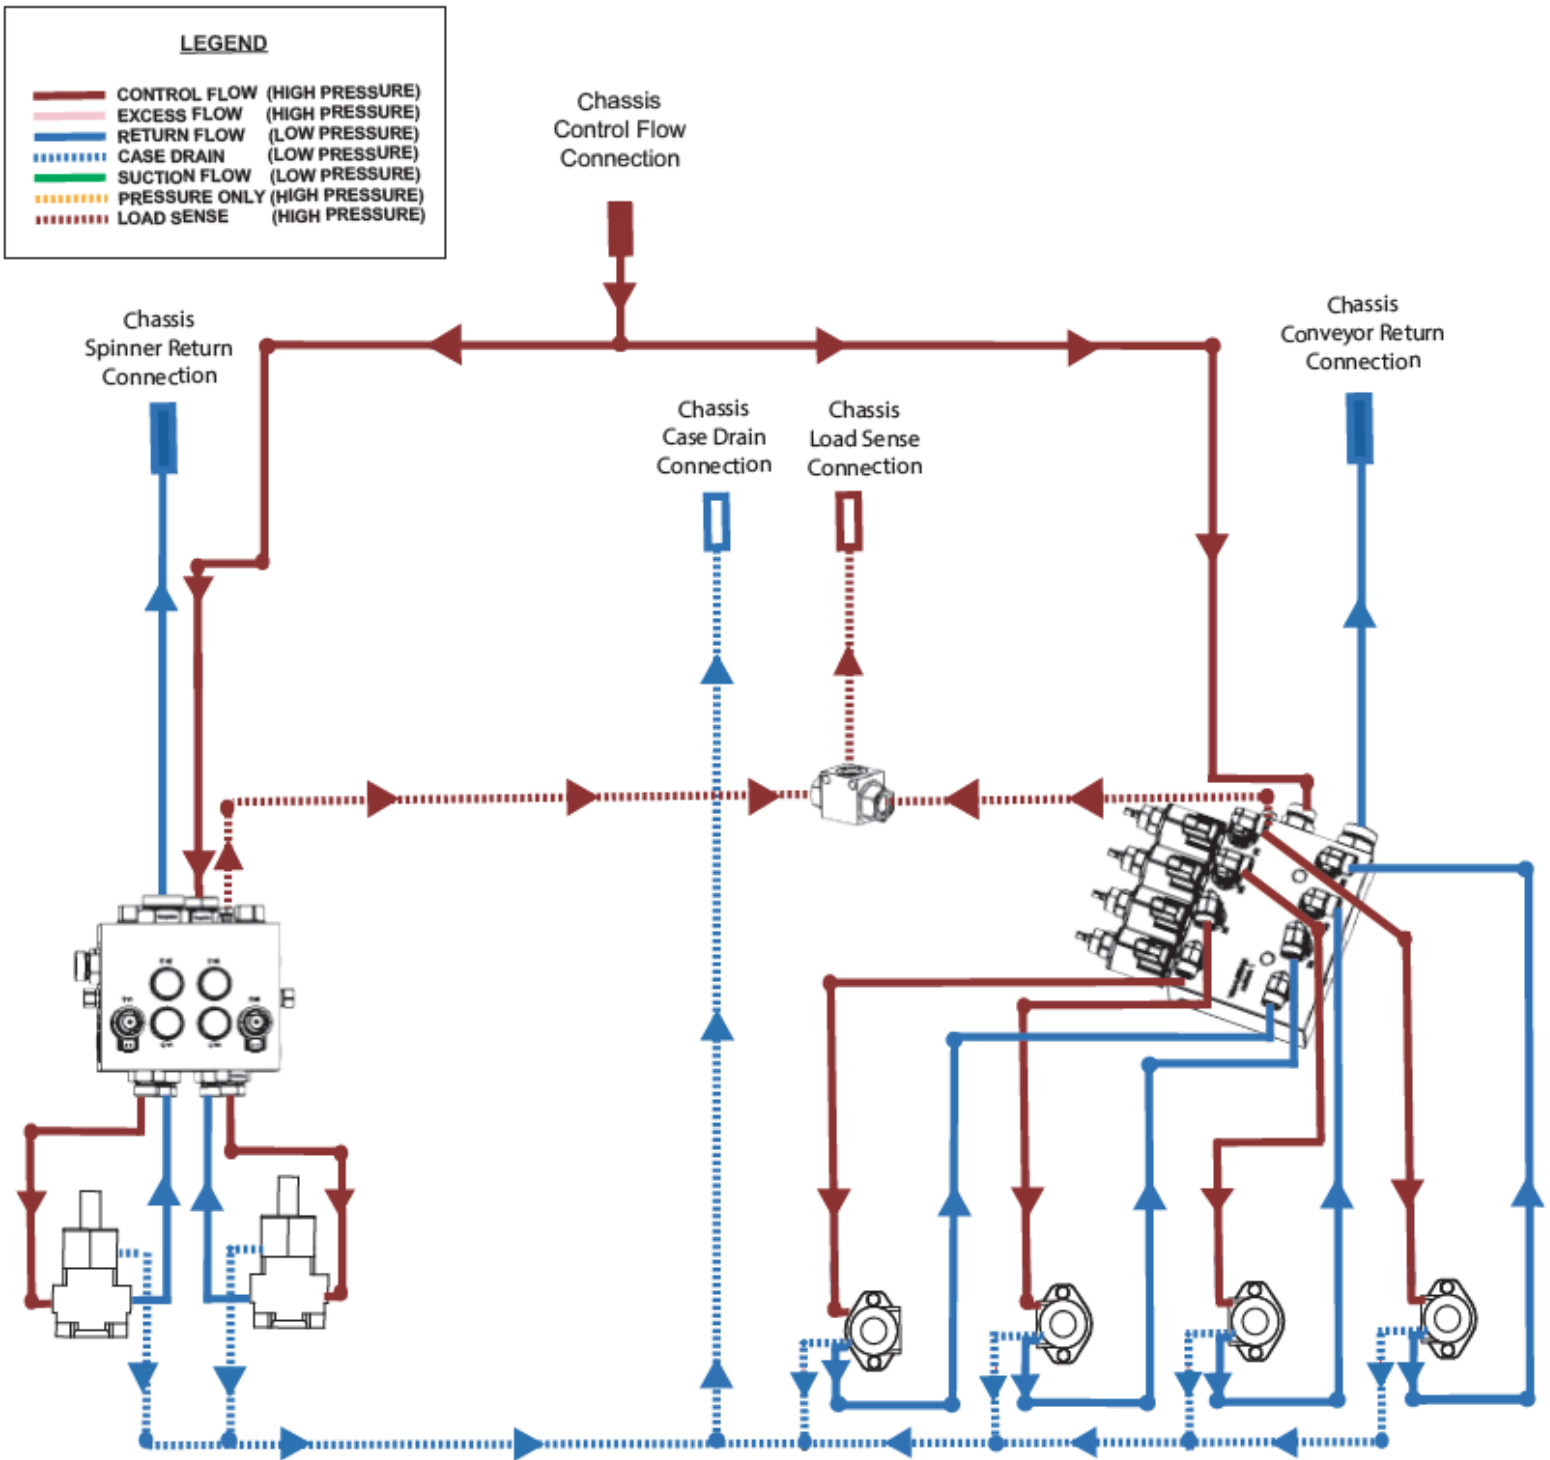 LEGEND
CONTROL FLOW (HIGH PRESSURE)
EXCESS FLOW (HIGH PRESSURE)
RETURN FLOW (LOW PRESSURE)
CASE DRAIN (LOW PRESSURE)
SUCTION FLOW (LOW PRESSURE)
PRESSURE ONLY (HIGH PRESSURE)
LOAD SENSE (HIGH PRESSURE)
Chassis
Control Flow
Connection
Chassis
Spinner Return
Connection
Chassis
Conveyor Return
Connection
Chassis
Case Drain
Connection
Chassis
Load Sense
Connection